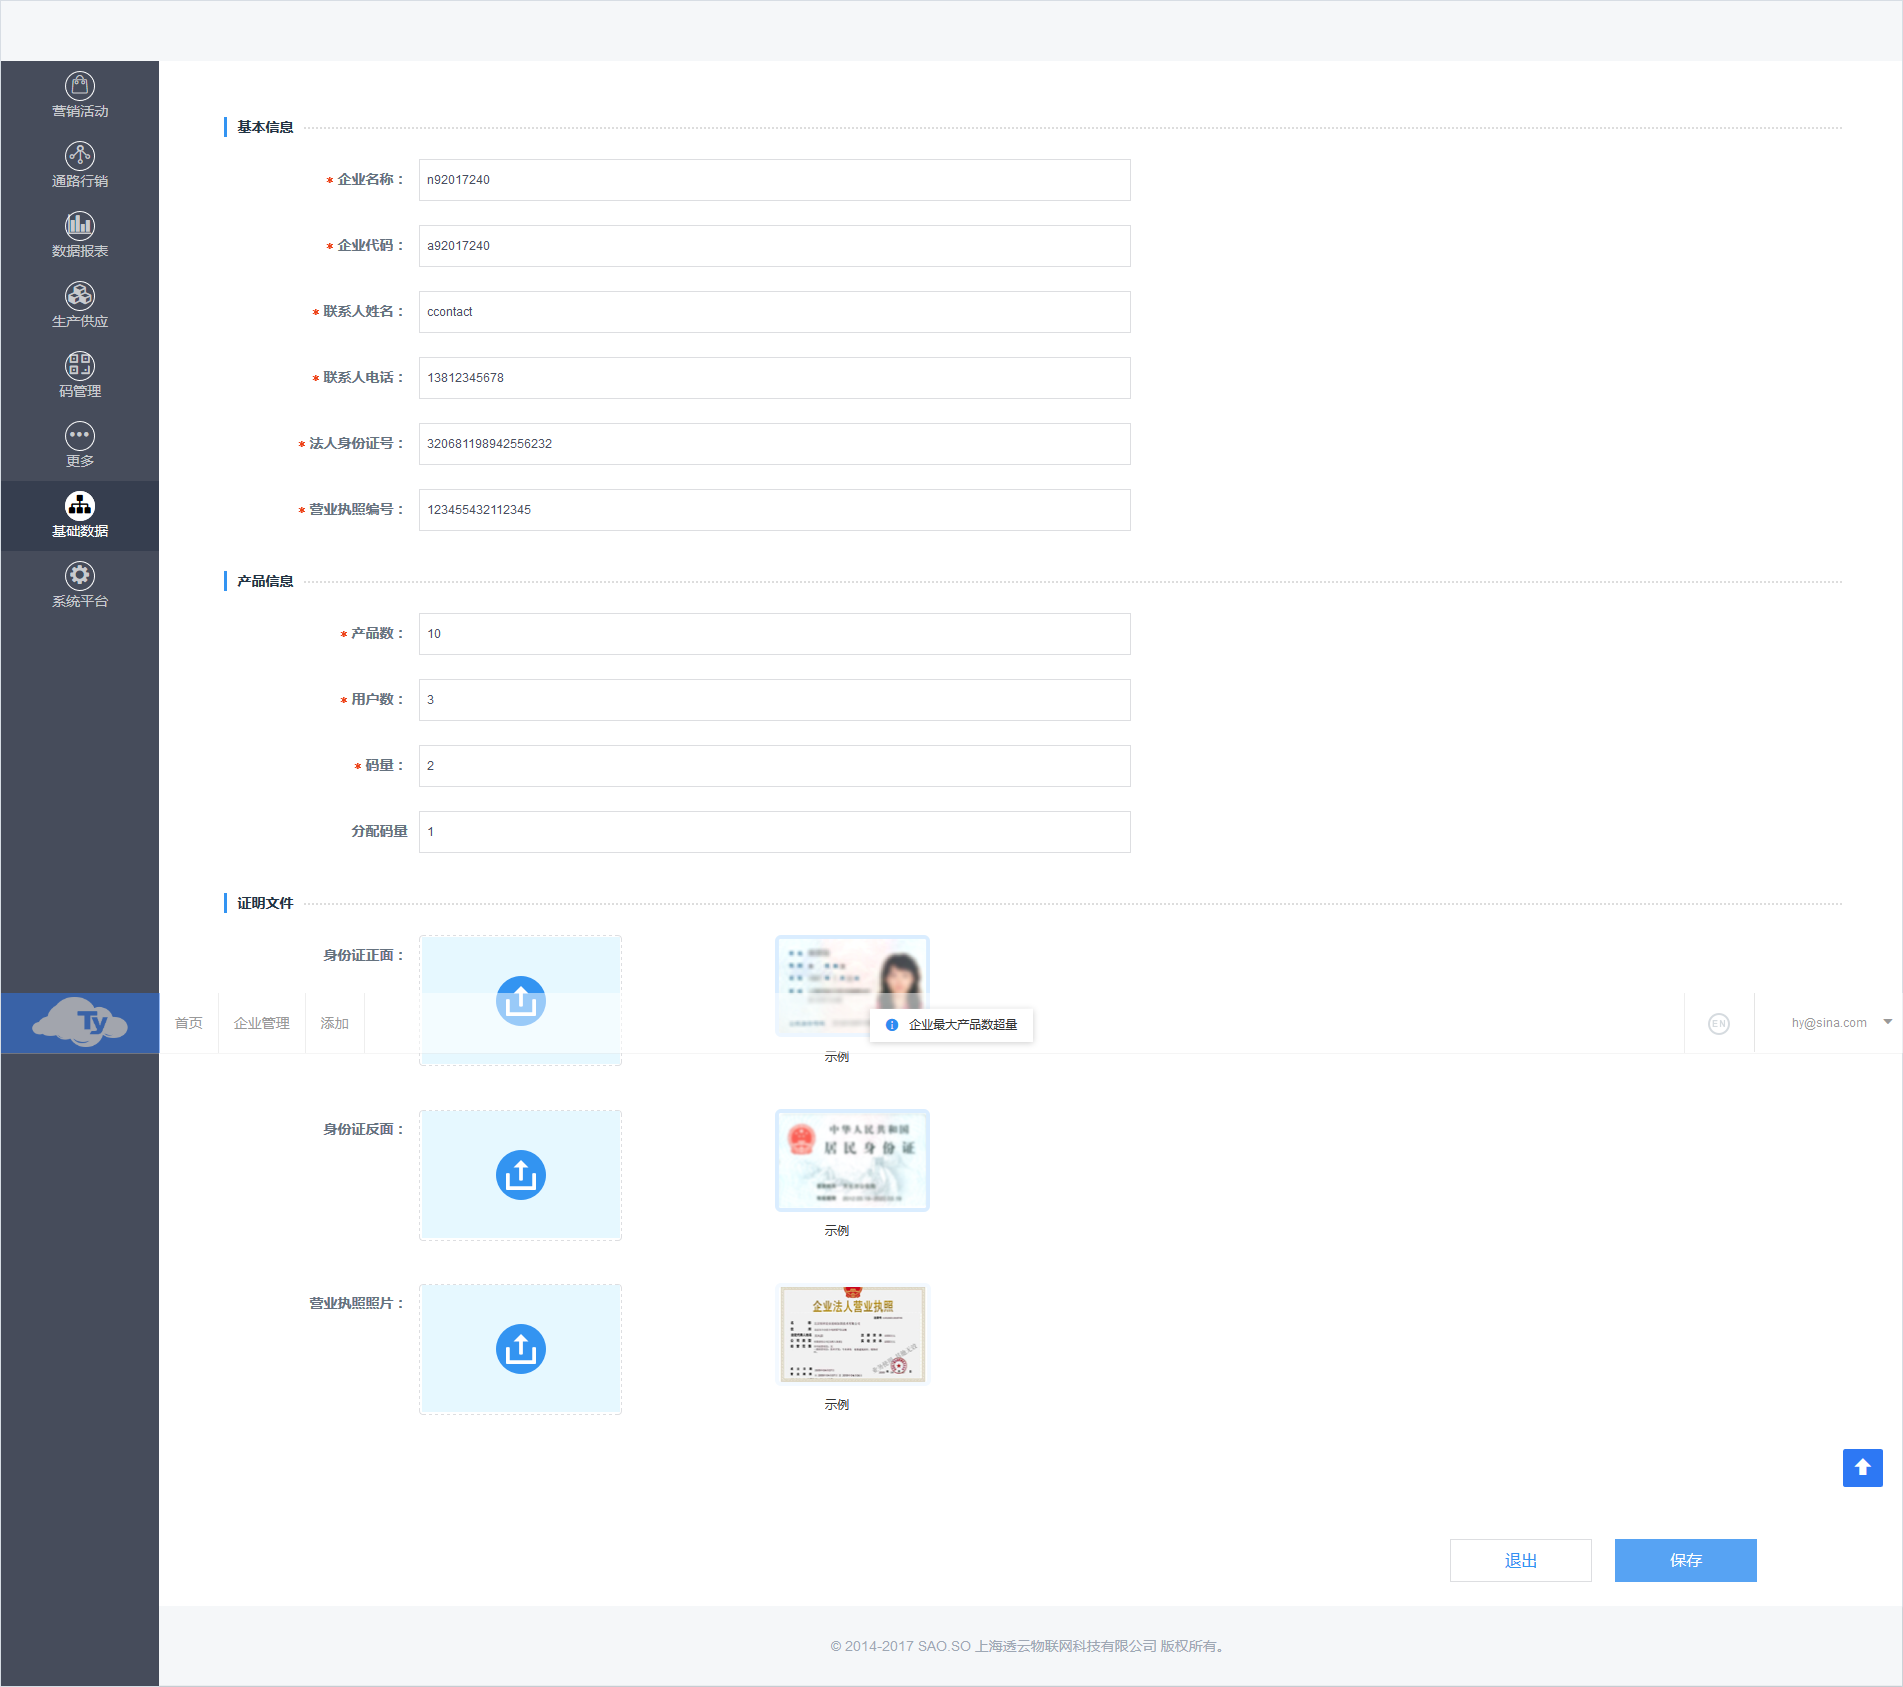 营销活动
通路行销
数据报表
生产供应
码管理
更多
基础数据
系统平台
基本信息
* 企业名称： n92017240
* 企业代码： a92017240
* 联系人姓名： ccontact
* 联系人电话： 13812345678
* 法人身份证号： 320681198942556232
* 营业执照编号： 123455432112345
产品信息
* 产品数： 10
* 用户数： 3
* 码量： 2
分配码量 1
证明文件
身份证正面：
Ty 首页 企业管理 添加 EN hy@sina.com
企业最大产品数超量
示例
身份证反面：
中华人民共和国
居民身份证
示例
营业执照照片：
企业法人营业执照
示例
退出 保存
© 2014-2017 SAO.SO 上海透云物联网科技有限公司 版权所有。